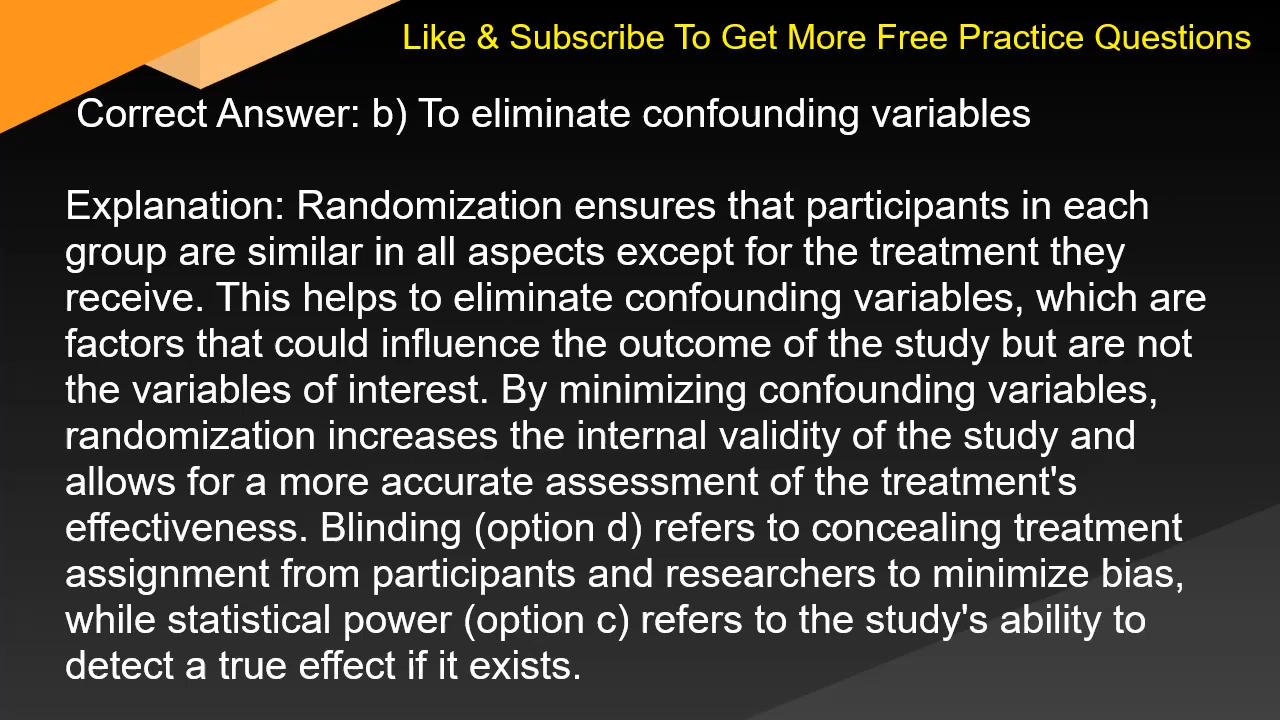 Like & Subscribe To Get More Free Practice Questions
Correct Answer: b) To eliminate confounding variables
Explanation: Randomization ensures that participants in each
group are similar in all aspects except for the treatment they
receive. This helps to eliminate confounding variables, which are
factors that could influence the outcome of the study but are not
the variables of interest. By minimizing confounding variables,
randomization increases the internal validity of the study and
allows for a more accurate assessment of the treatment's
effectiveness. Blinding (option d) refers to concealing treatment
assignment from participants and researchers to minimize bias,
while statistical power (option c) refers to the study's ability to
detect a true effect if it exists.